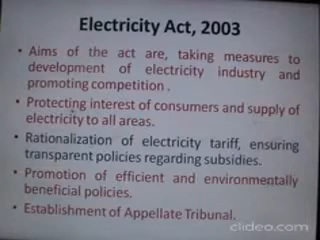 Electricity Act, 2003
• Aims of the act are, taking measures to
development of electricity industry and
promoting competition .
• Protecting interest of consumers and supply of
electricity to all areas.
• Rationalization of electricity tariff, ensuring
transparent policies regarding subsidies.
• Promotion of efficient and environmentally
beneficial policies.
• Establishment of Appellate Tribunal.
clideo.com